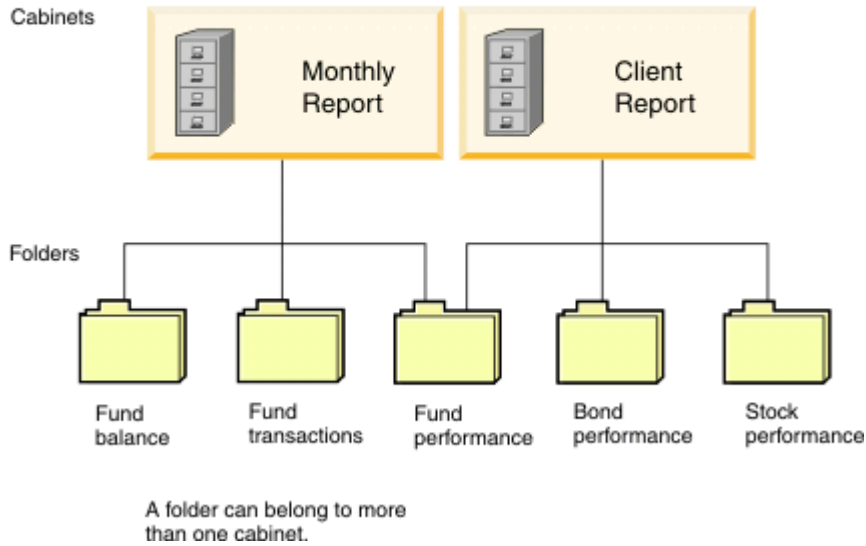 Cabinets
Monthly
Report
Client
Report
Folders
Fund
balance
Fund
transactions
Fund
performance
Bond
performance
Stock
performance
A folder can belong to more
than one cabinet.